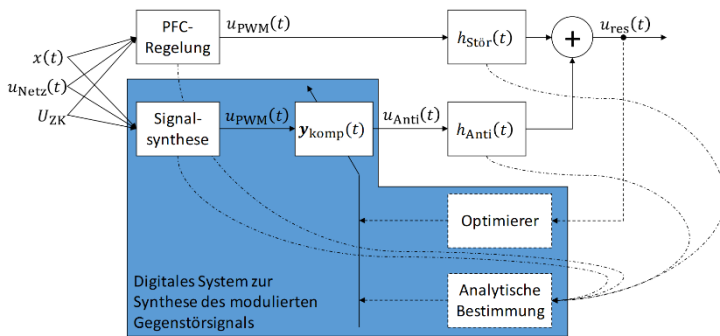 x(t)
u_Netz(t)
U_ZK
PFC-
Regelung
u_PWM(t)
h_Stör(t)
+
u_res(t)
Signal-
synthese
u_PWM(t)
y_komp(t)
u_Anti(t)
h_Anti(t)
Optimierer
Analytische
Bestimmung
Digitales System zur
Synthese des modulierten
Gegenstörsignals